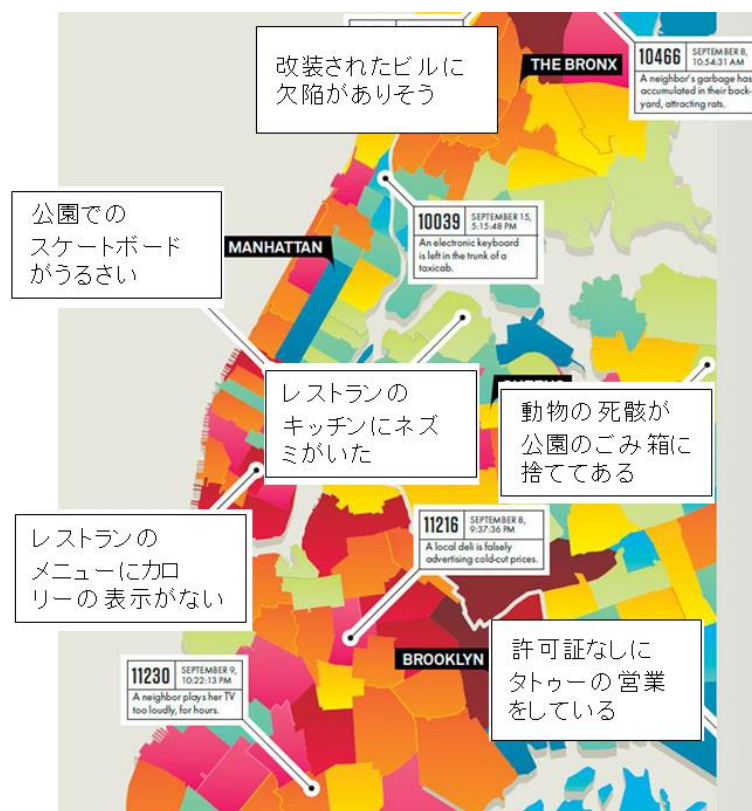 改装されたビルに
欠陥がありそう
THE BRONX
10466
SEPTEMBER 8,
10:54:31 AM
A neighbor's garbage has
accumulated in their back-
yard, attracting rats.
公園での
スケートボード
がうるさい
MANHATTAN
10039
SEPTEMBER 15,
5:15:48 PM
An electronic keyboard
is left in the trunk of a
taxicab.
レストランの
キッチンにネズ
ミがいた
動物の死骸が
公園のごみ箱に
捨ててある
レストランの
メニューにカロ
リーの表示がない
11216
SEPTEMBER 8,
9:37:36 PM
A local deli is falsely
advertising cold-cut prices.
BROOKLYN
許可証なしに
タトゥーの営業
をしている
11230
SEPTEMBER 9,
10:22:13 PM
A neighbor plays her TV
too loudly, for hours.